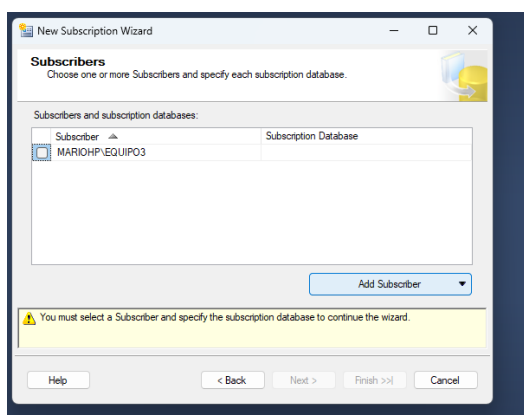 New Subscription Wizard
Subscribers
Choose one or more Subscribers and specify each subscription database.
Subscribers and subscription databases:
Subscriber Subscription Database
MARIOHP\EQUIPO3
Add Subscriber
You must select a Subscriber and specify the subscription database to continue the wizard.
Help < Back Next > Finish >>| Cancel